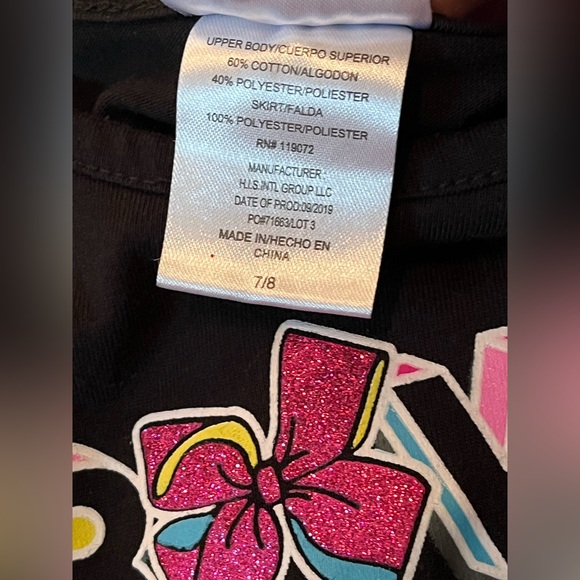 UPPER BODY/CUERPO SUPERIOR
60% COTTON/ALGODON
40% POLYESTER/POLIESTER
SKIRT/FALDA
100% POLYESTER/POLIESTER
RN# 119072
MANUFACTURER :
H.I.S. INTL GROUP LLC
DATE OF PROD:09/2019
PO#71663/LOT 3
MADE IN/HECHO EN
CHINA
7/8